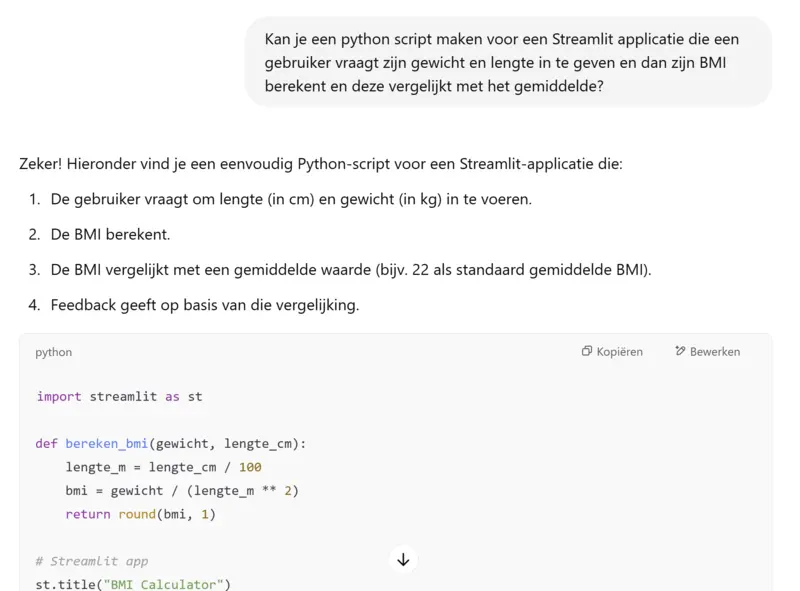 Kan je een python script maken voor een Streamlit applicatie die een
gebruiker vraagt zijn gewicht en lengte in te geven en dan zijn BMI
berekent en deze vergelijkt met het gemiddelde?
Zeker! Hieronder vind je een eenvoudig Python-script voor een Streamlit-applicatie die:
1. De gebruiker vraagt om lengte (in cm) en gewicht (in kg) in te voeren.
2. De BMI berekent.
3. De BMI vergelijkt met een gemiddelde waarde (bijv. 22 als standaard gemiddelde BMI).
4. Feedback geeft op basis van die vergelijking.
python Kopiëren Bewerken
import streamlit as st
def bereken_bmi(gewicht, lengte_cm):
    lengte_m = lengte_cm / 100
    bmi = gewicht / (lengte_m ** 2)
    return round(bmi, 1)
# Streamlit app
st.title("BMI Calculator")